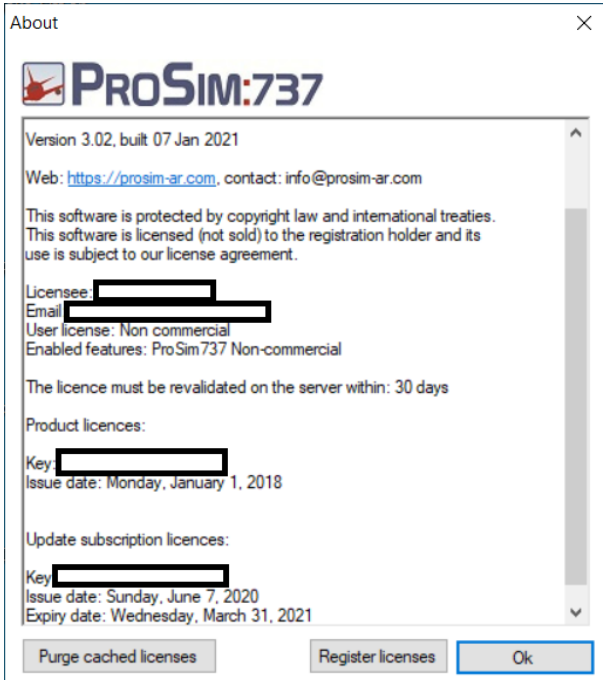 About
PROSIM:737
Version 3.02, built 07 Jan 2021
Web: https://prosim-ar.com, contact: info@prosim-ar.com
This software is protected by copyright law and international treaties.
This software is licensed (not sold) to the registration holder and its
use is subject to our license agreement.
Licensee:
Email
User license: Non commercial
Enabled features: ProSim737 Non-commercial
The licence must be revalidated on the server within: 30 days
Product licences:
Key:
Issue date: Monday, January 1, 2018
Update subscription licences:
Key
Issue date: Sunday, June 7, 2020
Expiry date: Wednesday, March 31, 2021
Purge cached licenses Register licenses Ok